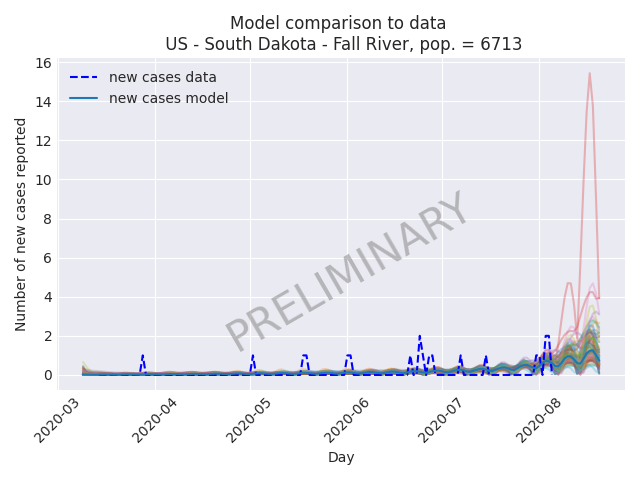 Model comparison to data
US - South Dakota - Fall River, pop. = 6713
16
14
12
10
8
6
4
2
0
Number of new cases reported
new cases data
new cases model
PRELIMINARY
2020-03
2020-04
2020-05
2020-06
2020-07
2020-08
Day